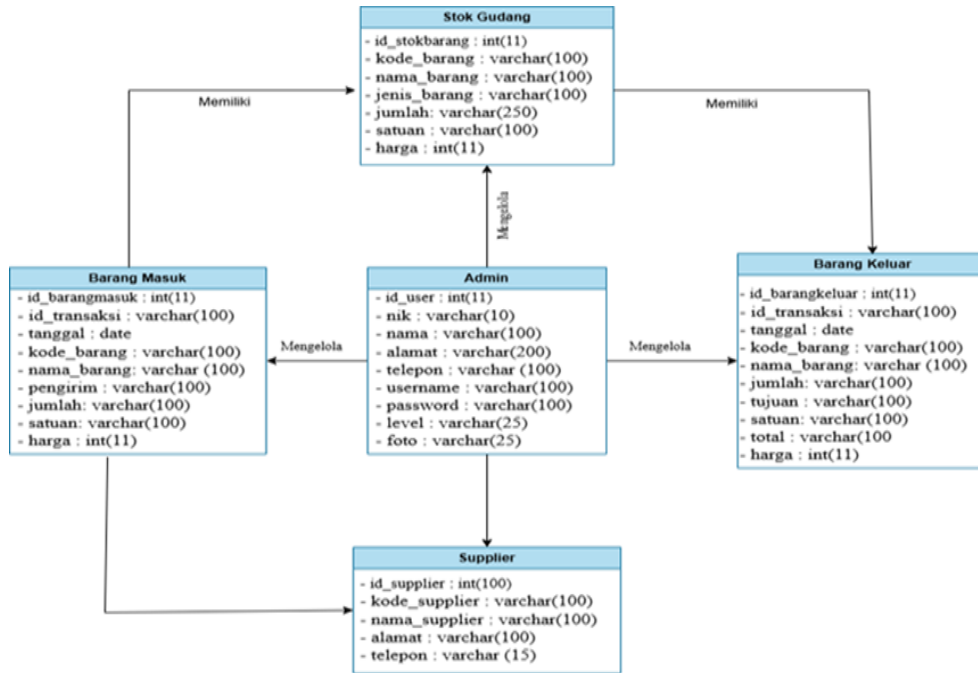 Stok Gudang
- id_stokbarang : int(11)
- kode_barang : varchar(100)
- nama_barang : varchar(100)
- jenis_barang : varchar(100)
- jumlah: varchar(250)
- satuan : varchar(100)
- harga : int(11)
Memiliki
Memiliki
Mengelola
Barang Masuk
- id_barangmasuk : int(11)
- id_transaksi : varchar(100)
- tanggal : date
- kode_barang : varchar(100)
- nama_barang: varchar (100)
- pengirim : varchar(100)
- jumlah: varchar(100)
- satuan: varchar(100)
- harga : int(11)
Mengelola
Admin
- id_user : int(11)
- nik : varchar(10)
- nama : varchar(100)
- alamat : varchar(200)
- telepon : varchar (100)
- username : varchar(100)
- password : varchar(100)
- level : varchar(25)
- foto : varchar(25)
Mengelola
Barang Keluar
- id_barangkeluar : int(11)
- id_transaksi : varchar(100)
- tanggal : date
- kode_barang : varchar(100)
- nama_barang: varchar (100)
- jumlah: varchar(100)
- tujuan : varchar(100)
- satuan: varchar(100)
- total : varchar(100
- harga : int(11)
Supplier
- id_supplier : int(100)
- kode_supplier : varchar(100)
- nama_supplier : varchar(100)
- alamat : varchar(100)
- telepon : varchar (15)